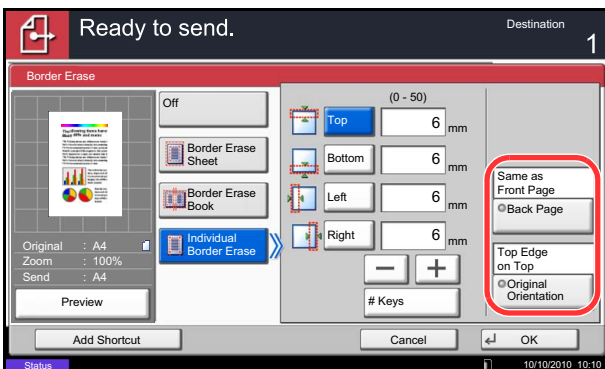 Ready to send.
Destination
1
Border Erase
Off
Border Erase
Sheet
Border Erase
Book
Individual
Border Erase
Original : A4
Zoom : 100%
Send : A4
Preview
(0 - 50)
Top 6 mm
Bottom 6 mm
Left 6 mm
Right 6 mm
− +
# Keys
Same as
Front Page
Back Page
Top Edge
on Top
Original
Orientation
Add Shortcut
Cancel
OK
Status
10/10/2010 10:10